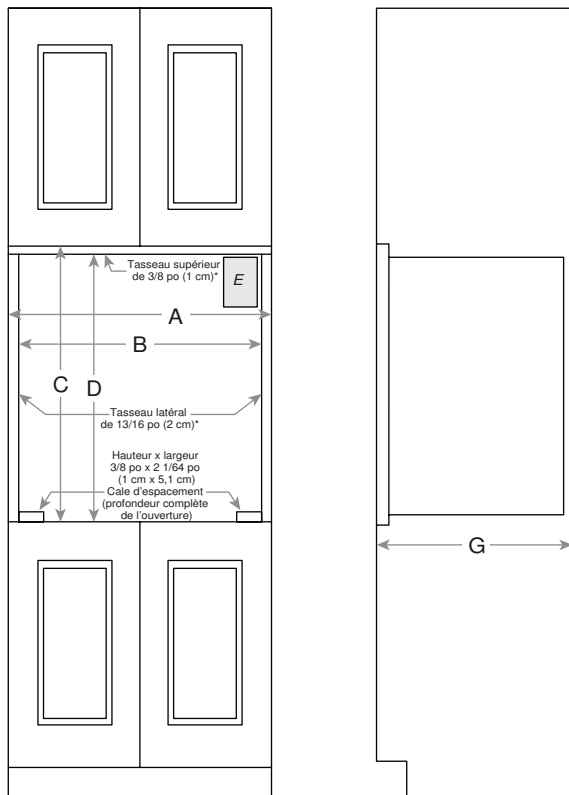 Tasseau supérieur
de 3/8 po (1 cm)*
E
A
B
C
D
Tasseau latéral
de 13/16 po (2 cm)*
Hauteur x largeur
3/8 po x 2 1/64 po
(1 cm x 5,1 cm)
Cale d'espacement
(profondeur complète
de l'ouverture)
G